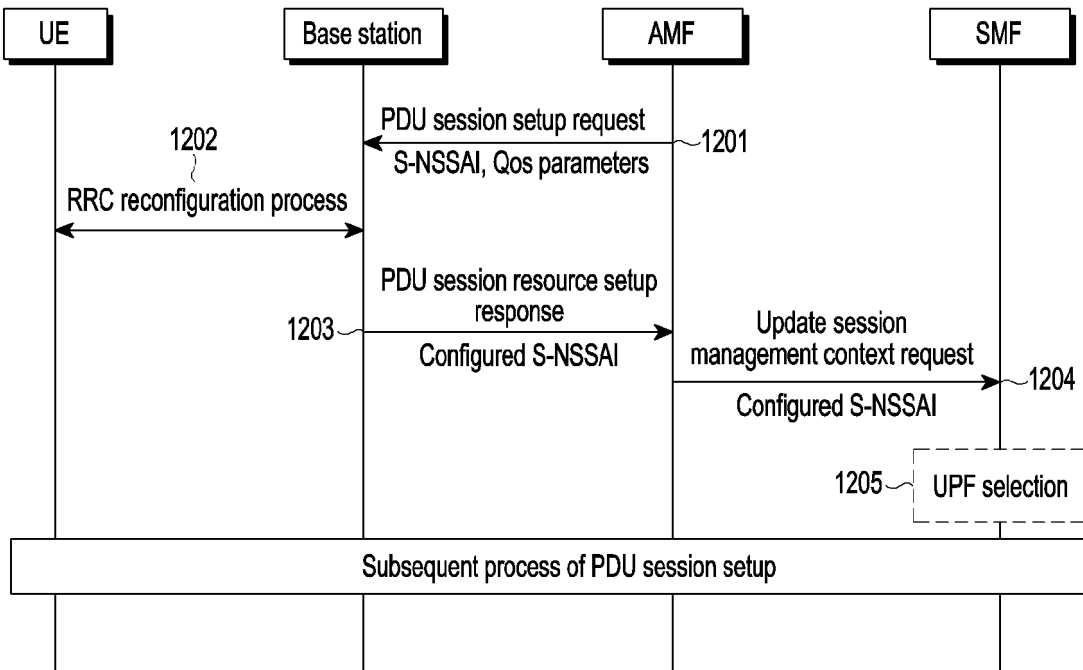 UE
Base station
AMF
SMF
PDU session setup request
1201
S-NSSAI, Qos parameters
1202
RRC reconfiguration process
PDU session resource setup
response
1203
Configured S-NSSAI
Update session
management context request
1204
Configured S-NSSAI
1205
UPF selection
Subsequent process of PDU session setup